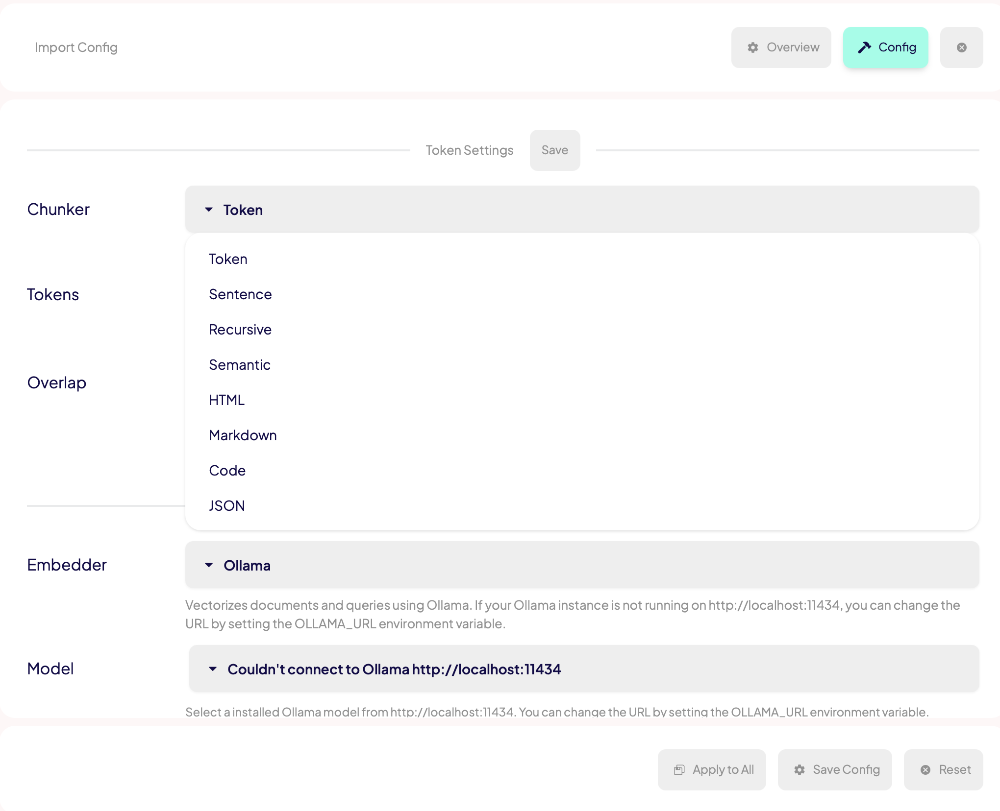 Import Config
Overview
Config
Token Settings
Save
Chunker
Token
Token
Sentence
Tokens
Recursive
Semantic
Overlap
HTML
Markdown
Code
JSON
Embedder
Ollama
Vectorizes documents and queries using Ollama. If your Ollama instance is not running on http://localhost:11434, you can change the
URL by setting the OLLAMA_URL environment variable.
Model
Couldn't connect to Ollama http://localhost:11434
Select a installed Ollama model from http://localhost:11434. You can change the URL by setting the OLLAMA_URL environment variable.
Apply to All
Save Config
Reset